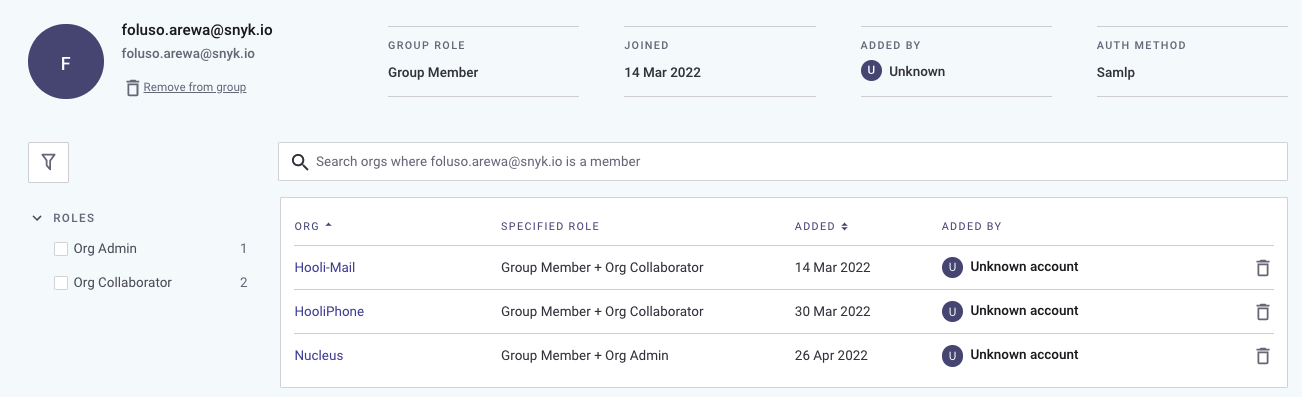 F
foluso.arewa@snyk.io
foluso.arewa@snyk.io
Remove from group
GROUP ROLE
Group Member
JOINED
14 Mar 2022
ADDED BY
U Unknown
AUTH METHOD
Samlp
Search orgs where foluso.arewa@snyk.io is a member
ROLES
Org Admin 1
Org Collaborator 2
ORG SPECIFIED ROLE ADDED ADDED BY
Hooli-Mail Group Member + Org Collaborator 14 Mar 2022 U Unknown account
HooliPhone Group Member + Org Collaborator 30 Mar 2022 U Unknown account
Nucleus Group Member + Org Admin 26 Apr 2022 U Unknown account